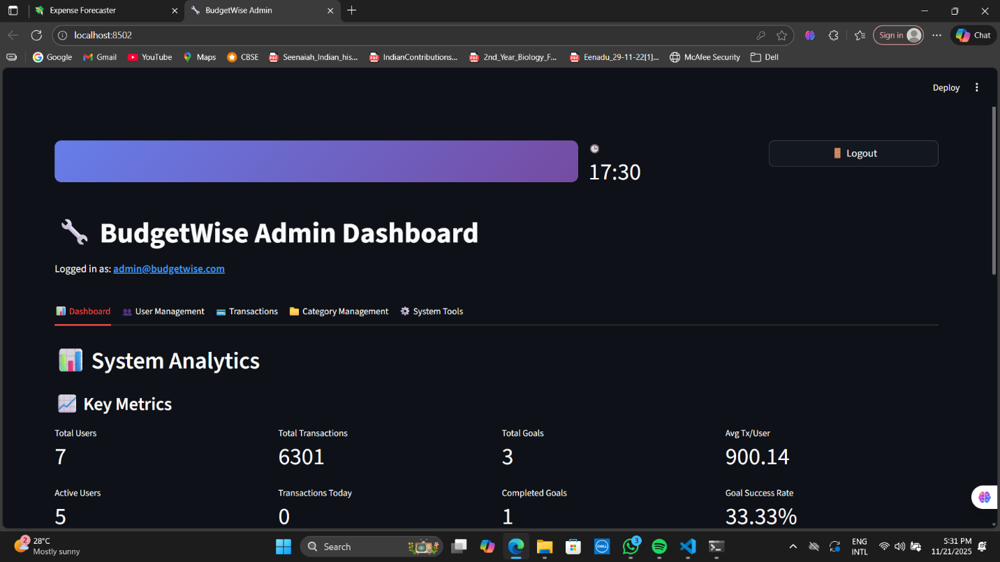 Expense Forecaster
BudgetWise Admin
localhost:8502
Sign in
Chat
Google
Gmail
YouTube
Maps
CBSE
Seenaiah_Indian_his...
IndianContributions...
2nd_Year_Biology_F...
Eenadu_29-11-22[1]...
McAfee Security
Dell
Deploy
17:30
Logout
BudgetWise Admin Dashboard
Logged in as: admin@budgetwise.com
Dashboard
User Management
Transactions
Category Management
System Tools
System Analytics
Key Metrics
Total Users
Total Transactions
Total Goals
Avg Tx/User
7
6301
3
900.14
Active Users
Transactions Today
Completed Goals
Goal Success Rate
5
0
1
33.33%
2
28°C
Mostly sunny
Search
DELL
3
ENG
INTL
5:31 PM
11/21/2025